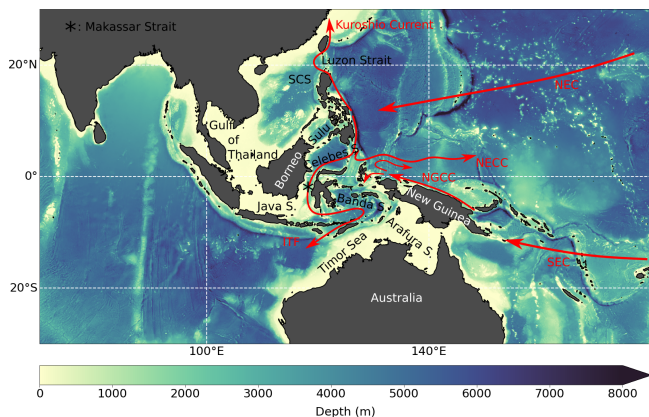 ∗: Makassar Strait
Kuroshio Current
20°N
Luzon Strait
SCS
NEC
Gulf
of
Thailand
Sulu
Celebes S.
Borneo
NECC
0°
NGCC
Java S.
Banda S.
New Guinea
Arafura S.
ITF
Timor Sea
SEC
20°S
Australia
100°E
140°E
0
1000
2000
3000
4000
5000
6000
7000
8000
Depth (m)